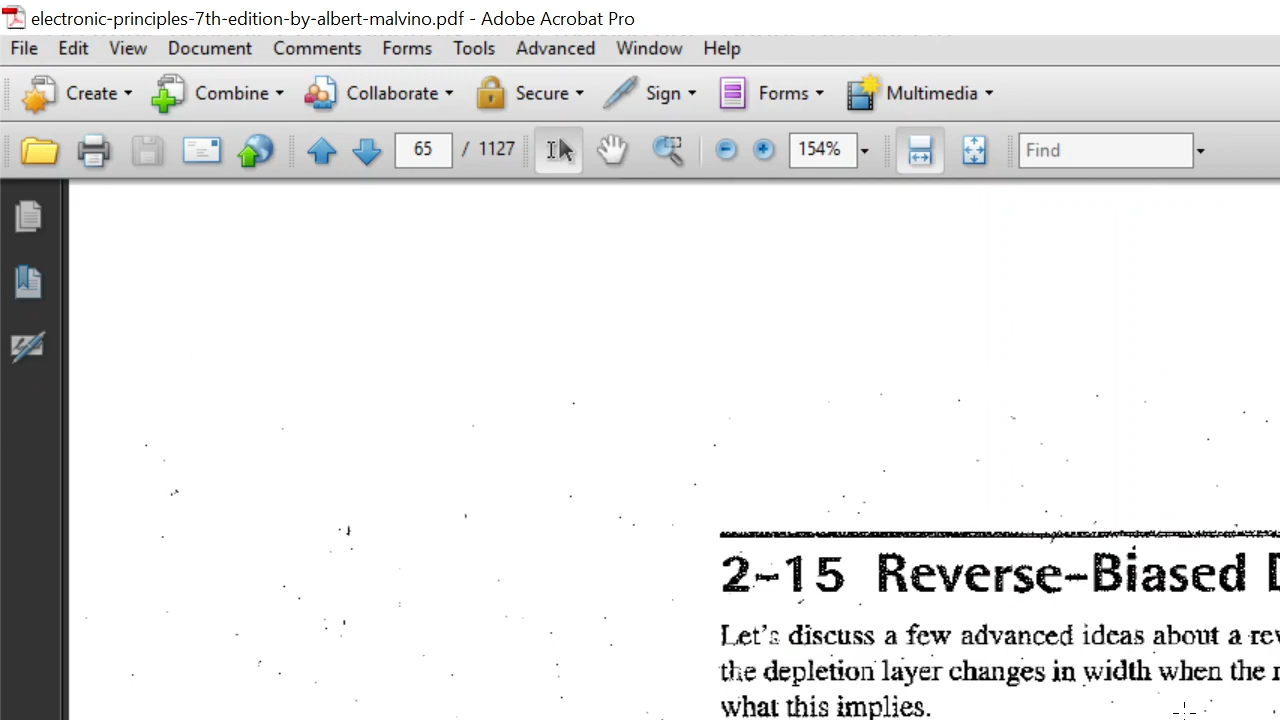 electronic-principles-7th-edition-by-albert-malvino.pdf - Adobe Acrobat Pro
File Edit View Document Comments Forms Tools Advanced Window Help
Create Combine Collaborate Secure Sign Forms Multimedia
65 / 1127 154% Find
2-15 Reverse-Biased
Let's discuss a few advanced ideas about a
the depletion layer changes in width when the
what this implies.